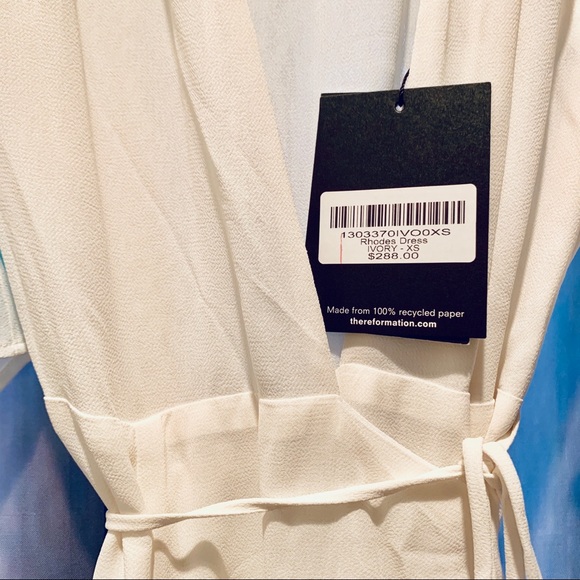 1303370IVO0XS
Rhodes Dress
IVORY - XS
$288.00
Made from 100% recycled paper
thereformation.com